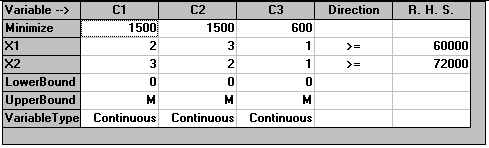 Variable --> C1 C2 C3 Direction R. H. S.
Minimize 1500 1500 600
X1 2 3 1 >= 60000
X2 3 2 1 >= 72000
LowerBound 0 0 0
UpperBound M M M
VariableType Continuous Continuous Continuous